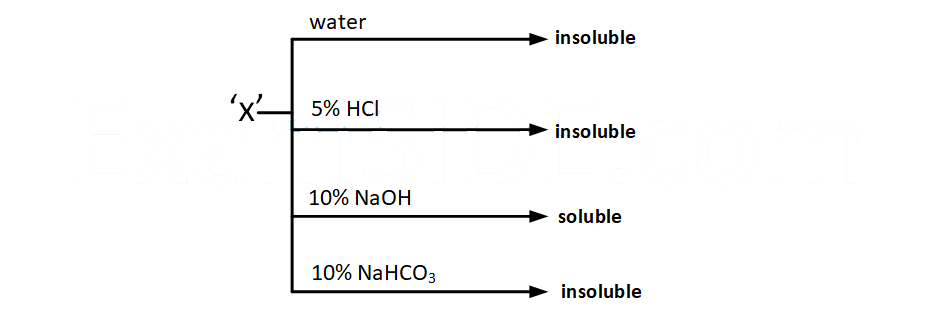 water
insoluble
'X'
5% HCl
insoluble
10% NaOH
soluble
10% NaHCO₃
insoluble